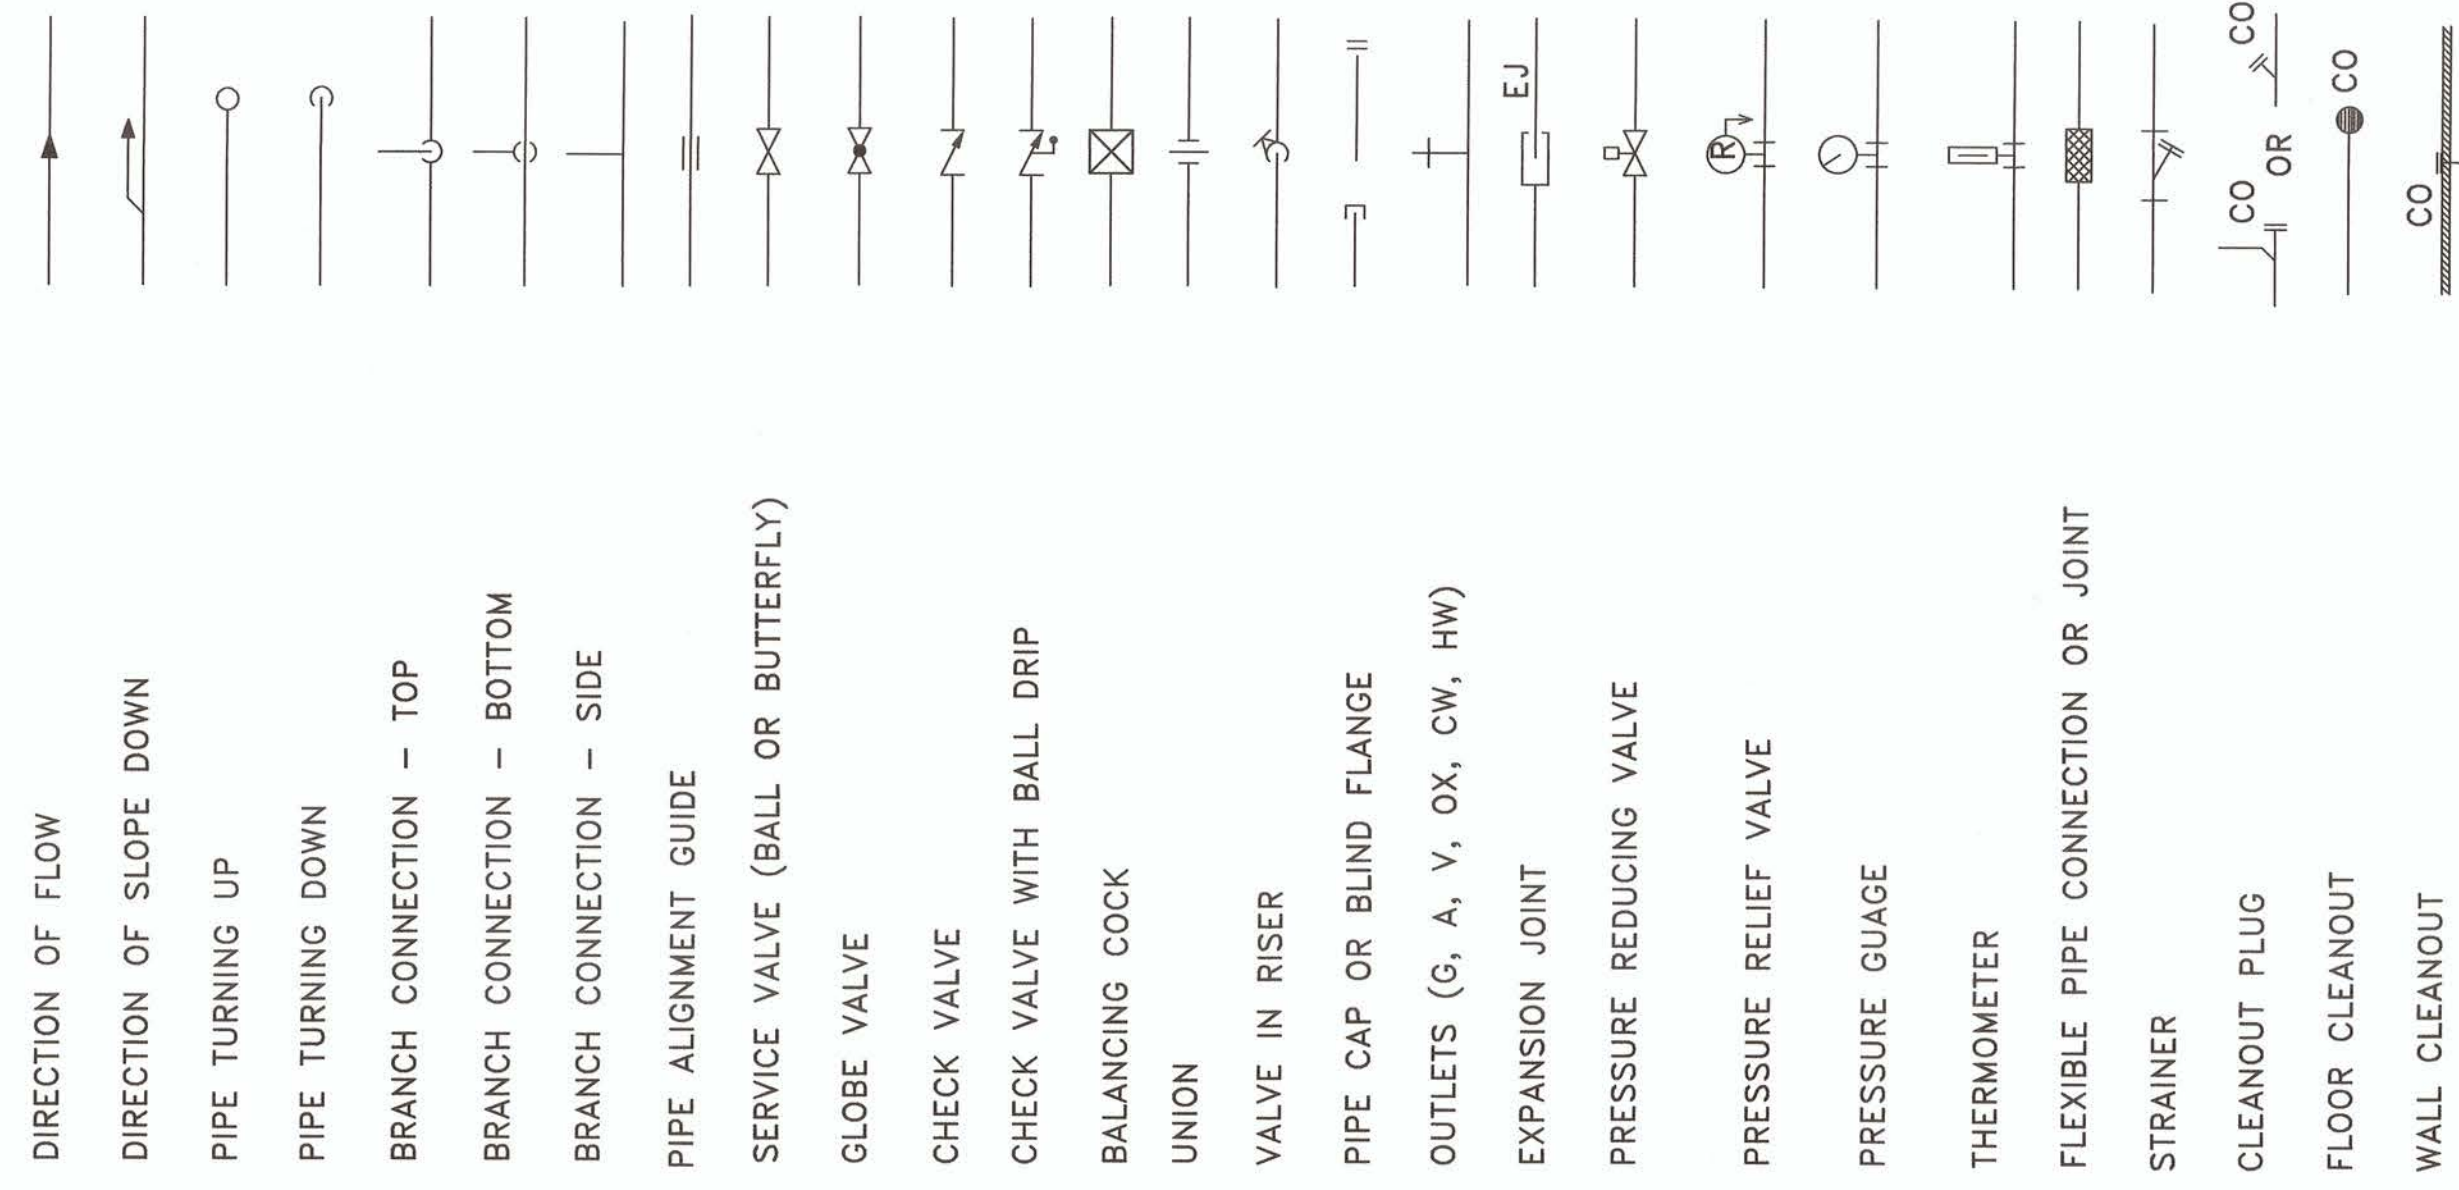 DIRECTION OF FLOW
DIRECTION OF SLOPE DOWN
PIPE TURNING UP
PIPE TURNING DOWN
BRANCH CONNECTION – TOP
BRANCH CONNECTION – BOTTOM
BRANCH CONNECTION – SIDE
PIPE ALIGNMENT GUIDE
SERVICE VALVE (BALL OR BUTTERFLY)
GLOBE VALVE
CHECK VALVE
CHECK VALVE WITH BALL DRIP
BALANCING COCK
UNION
VALVE IN RISER
PIPE CAP OR BLIND FLANGE
OUTLETS (G, A, V, OX, CW, HW)
EXPANSION JOINT EJ
PRESSURE REDUCING VALVE
PRESSURE RELIEF VALVE R
PRESSURE GUAGE
THERMOMETER
FLEXIBLE PIPE CONNECTION OR JOINT
STRAINER
CLEANOUT PLUG CO OR CO
FLOOR CLEANOUT CO
WALL CLEANOUT CO